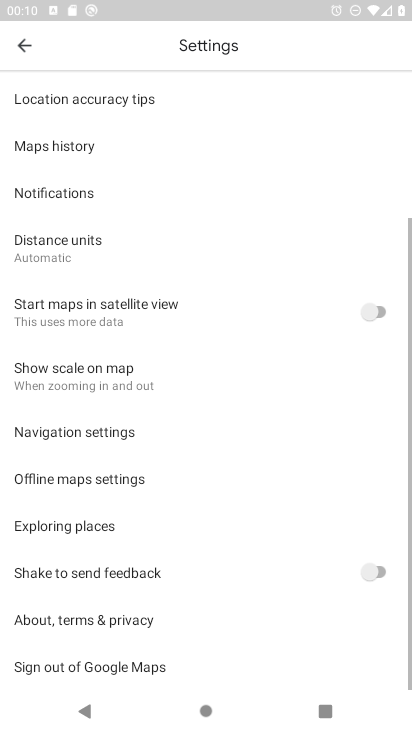 00:10
Settings
Location accuracy tips
Maps history
Notifications
Distance units
Automatic
Start maps in satellite view
This uses more data
Show scale on map
When zooming in and out
Navigation settings
Offline maps settings
Exploring places
Shake to send feedback
About, terms & privacy
Sign out of Google Maps